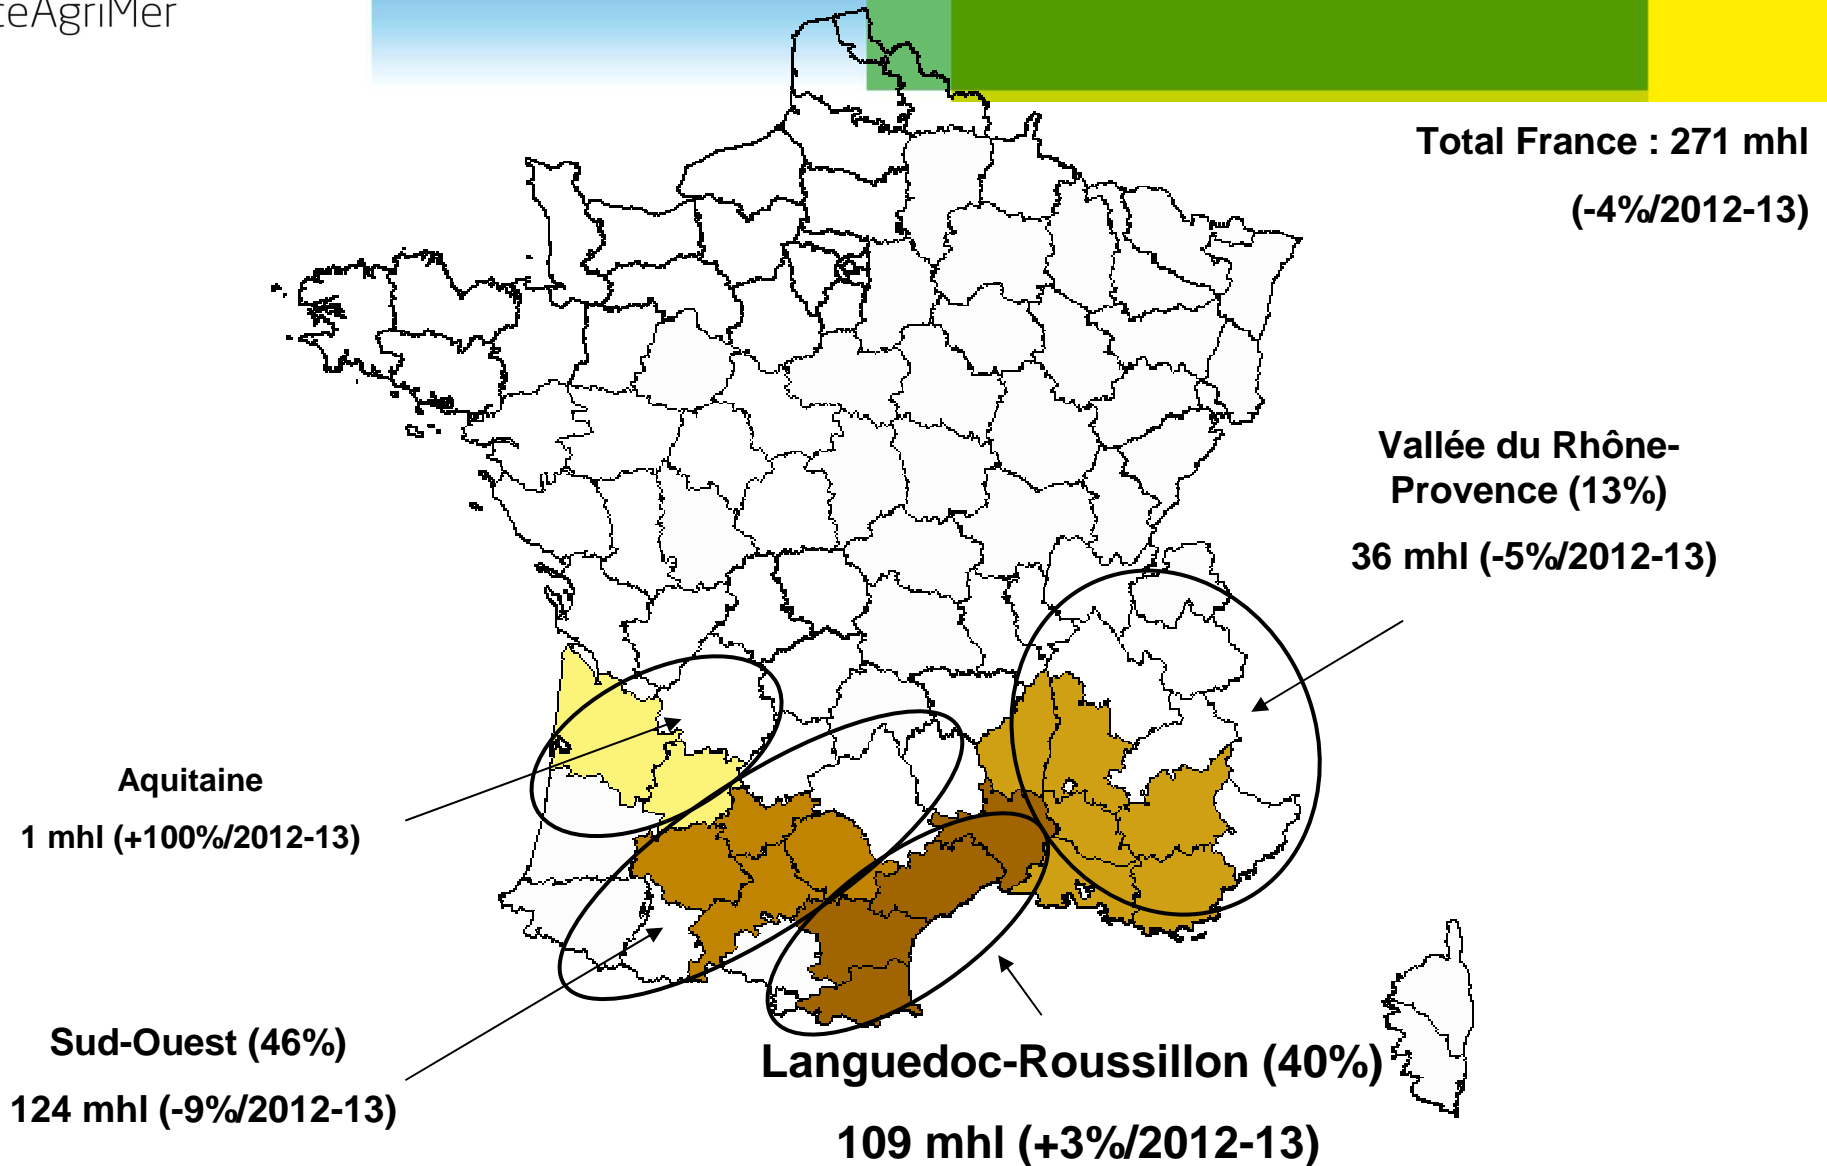 ceAgriMer
Total France : 271 mhl
(-4%/2012-13)
Vallée du Rhône-
Provence (13%)
36 mhl (-5%/2012-13)
Aquitaine
1 mhl (+100%/2012-13)
Sud-Ouest (46%)
124 mhl (-9%/2012-13)
Languedoc-Roussillon (40%)
109 mhl (+3%/2012-13)